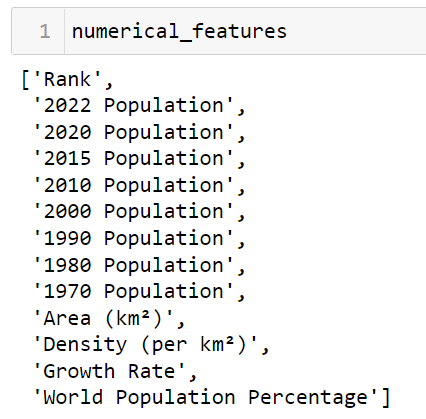 1 numerical_features
['Rank',
'2022 Population',
'2020 Population',
'2015 Population',
'2010 Population',
'2000 Population',
'1990 Population',
'1980 Population',
'1970 Population',
'Area (km²)',
'Density (per km²)',
'Growth Rate',
'World Population Percentage']